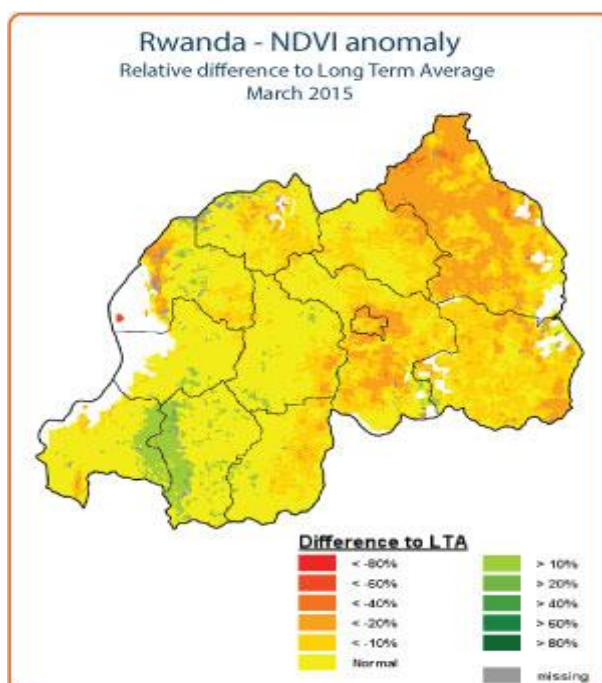 Rwanda - NDVI anomaly
Relative difference to Long Term Average
March 2015
Difference to LTA
< -80%
< -60%
< -40%
< -20%
< -10%
Normal
> 10%
> 20%
> 40%
> 60%
> 80%
missing